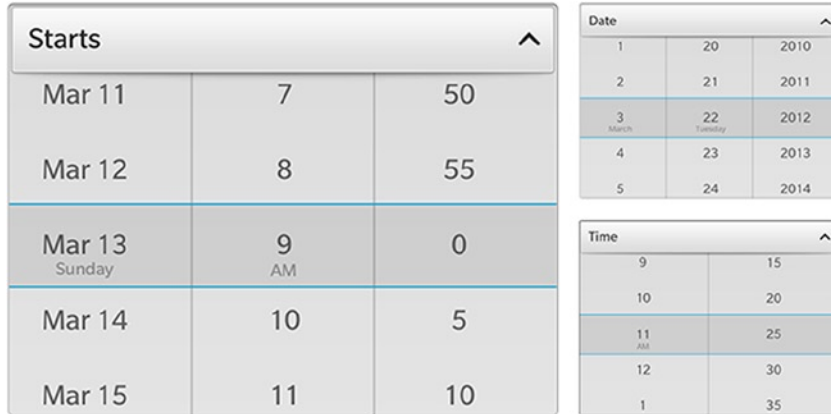 Starts
Mar 11 7 50
Mar 12 8 55
Mar 13 9 0
Sunday AM
Mar 14 10 5
Mar 15 11 10
Date
1 20 2010
2 21 2011
3 22 2012
March Tuesday
4 23 2013
5 24 2014
Time
9 15
10 20
11 25
AM
12 30
1 35